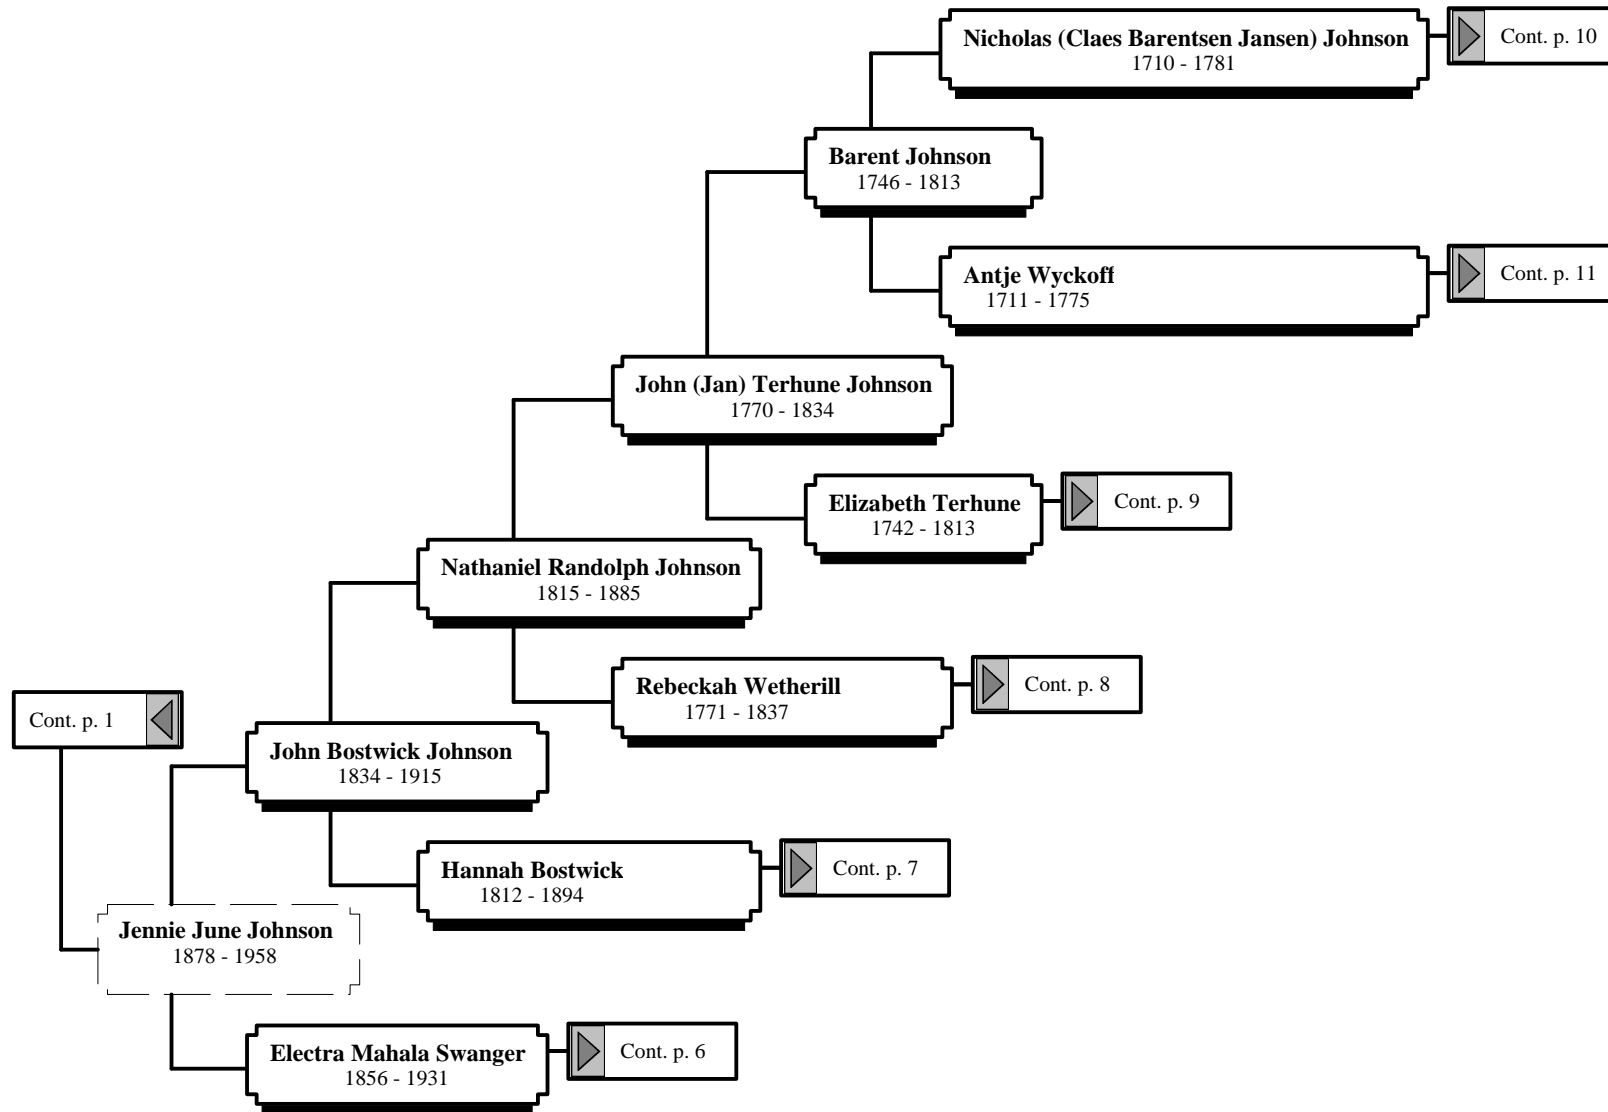 Nicholas (Claes Barentsen Jansen) Johnson
1710 - 1781
Cont. p. 10
Barent Johnson
1746 - 1813
Antje Wyckoff
1711 - 1775
Cont. p. 11
John (Jan) Terhune Johnson
1770 - 1834
Elizabeth Terhune
1742 - 1813
Cont. p. 9
Nathaniel Randolph Johnson
1815 - 1885
Rebeckah Wetherill
1771 - 1837
Cont. p. 8
Cont. p. 1
John Bostwick Johnson
1834 - 1915
Hannah Bostwick
1812 - 1894
Cont. p. 7
Jennie June Johnson
1878 - 1958
Electra Mahala Swanger
1856 - 1931
Cont. p. 6